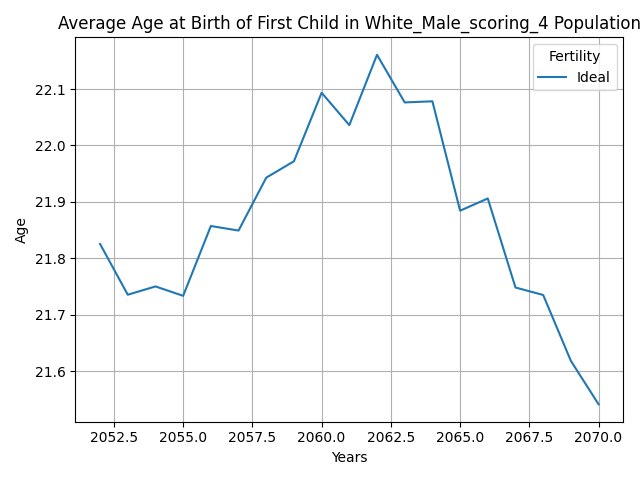 Average Age at Birth of First Child in White_Male_scoring_4 Population
Fertility
Ideal
22.1
22.0
21.9
21.8
21.7
21.6
Age
2052.5 2055.0 2057.5 2060.0 2062.5 2065.0 2067.5 2070.0
Years